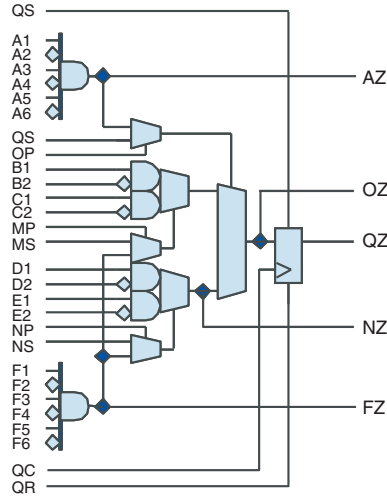 QS
A1
A2
A3
A4
A5
A6
AZ
QS
OP
B1
B2
C1
C2
MP
MS
OZ
QZ
D1
D2
E1
E2
NP
NS
NZ
F1
F2
F3
F4
F5
F6
FZ
QC
QR